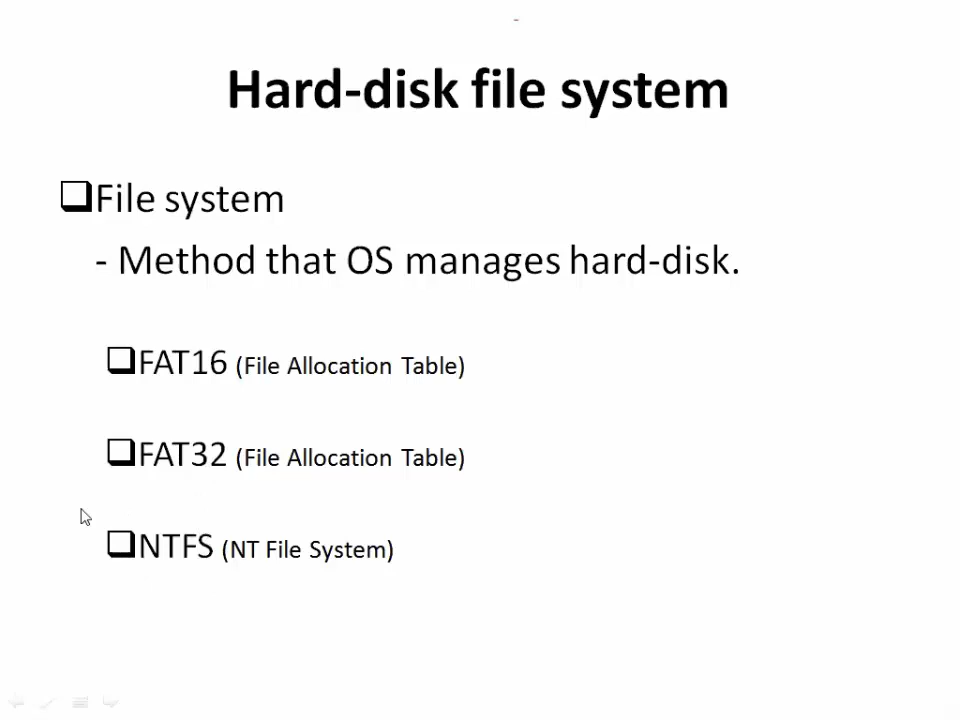 Hard-disk file system
File system
- Method that OS manages hard-disk.
FAT16 (File Allocation Table)
FAT32 (File Allocation Table)
NTFS (NT File System)